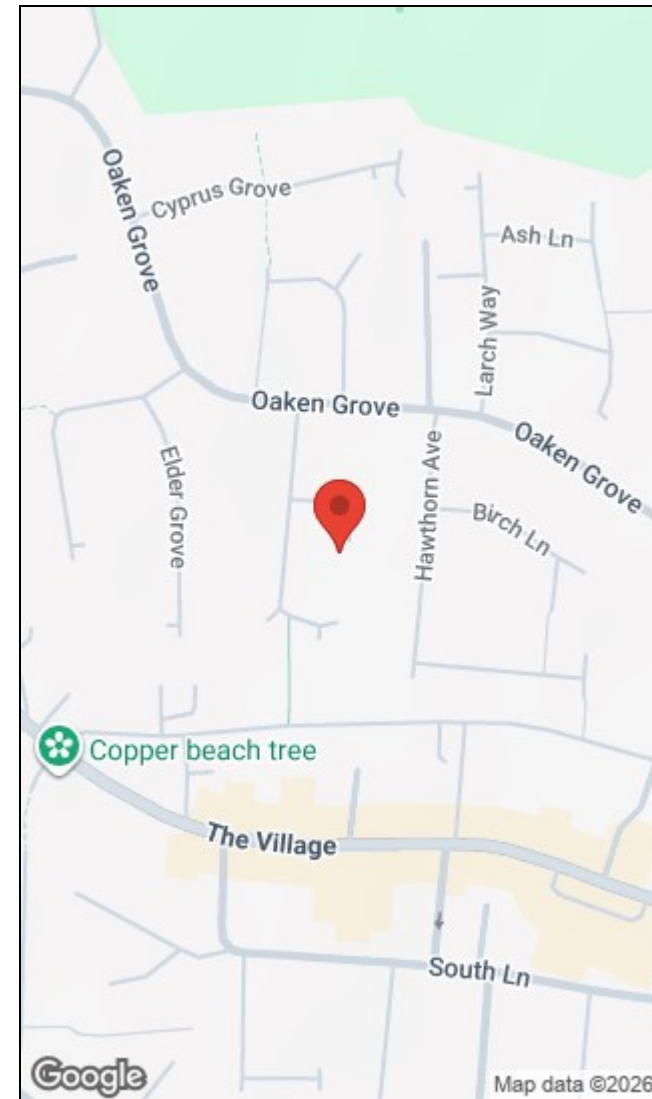 Oaken Grove
Cyprus Grove
Ash Ln
Larch Way
Oaken Grove
Oaken Grove
Elder Grove
Hawthorn Ave
Birch Ln
Copper beach tree
The Village
South Ln
Google
Map data ©2026